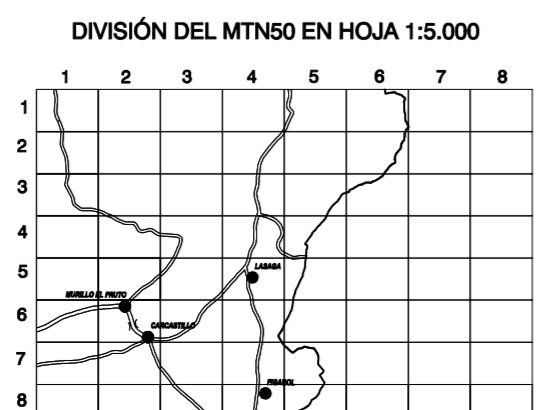 DIVISIÓN DEL MTN50 EN HOJA 1:5.000
1 2 3 4 5 6 7 8
1
2
3
4
5
LASAGA
MURILLO EL FRUTO
6
CARCASTILLO
7
FIGAROL
8